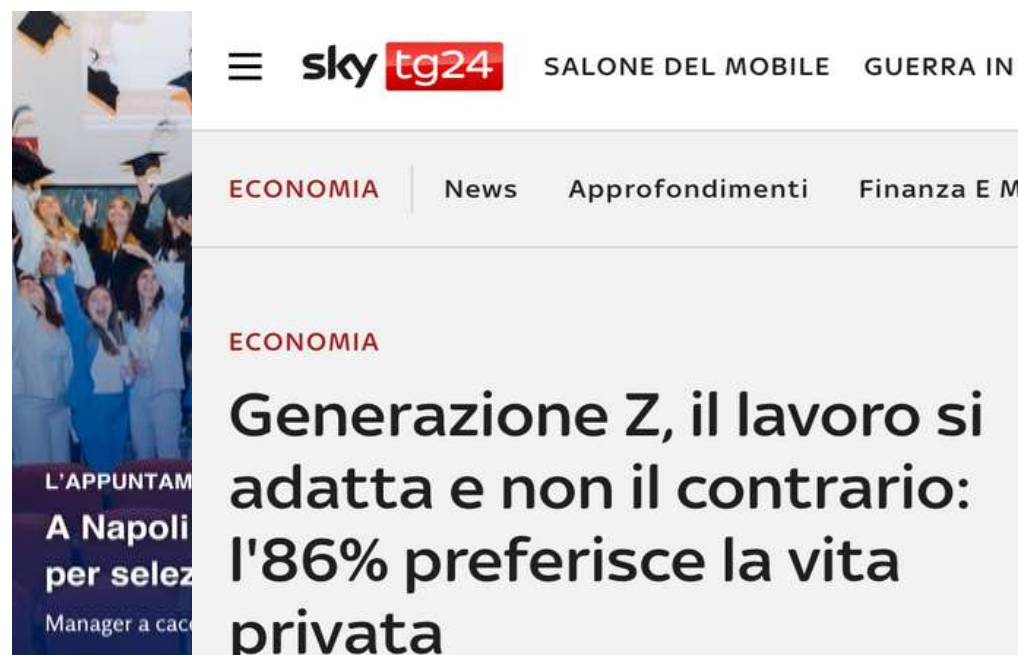 sky tg24 SALONE DEL MOBILE GUERRA IN
ECONOMIA News Approfondimenti Finanza E M
ECONOMIA
Generazione Z, il lavoro si
adatta e non il contrario:
l'86% preferisce la vita
privata
L'APPUNTAM
A Napoli
per selez
Manager a cac